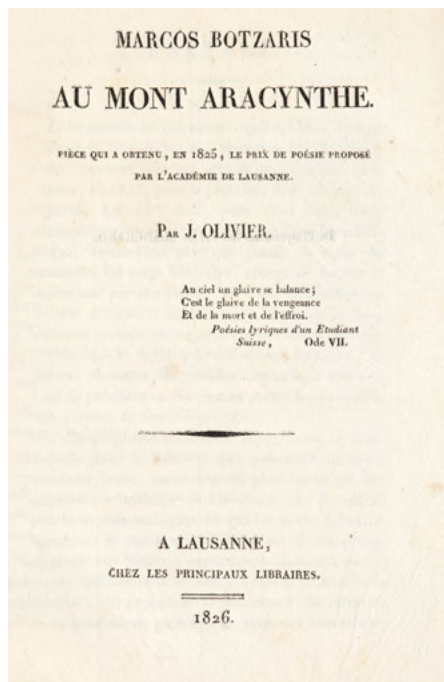 MARCOS BOTZARIS
AU MONT ARACYNTHE.
PIÈCE QUI A OBTENU, EN 1825, LE PRIX DE POÉSIE PROPOSÉ
PAR L'ACADÉMIE DE LAUSANNE.
PAR J. OLIVIER.
Au ciel un glaive se balance;
C'est le glaive de la vengeance
Et de la mort et de l'effroi.
Poésies lyriques d'un Etudiant
Suisse, Ode VII.
A LAUSANNE,
CHEZ LES PRINCIPAUX LIBRAIRES.
1826.